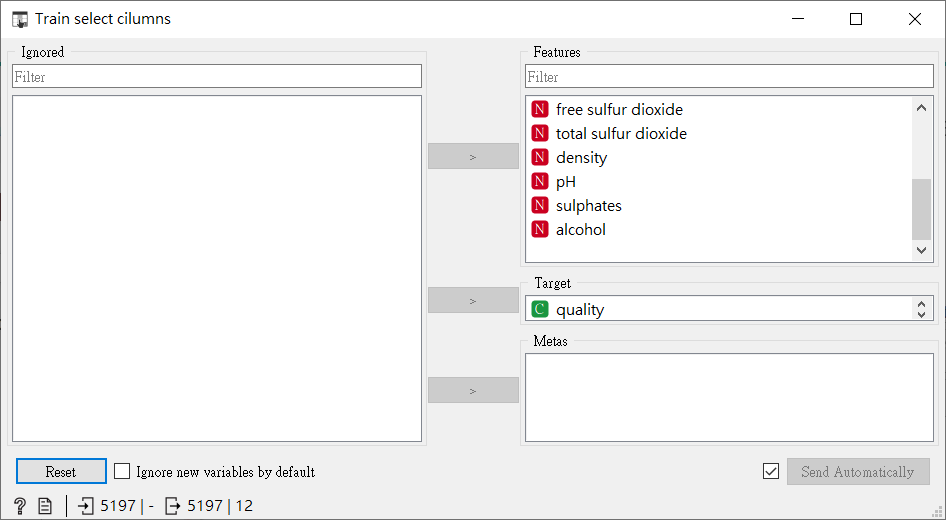 Train select cilumns
Ignored
Filter
>
>
>
Features
Filter
N free sulfur dioxide
N total sulfur dioxide
N density
N pH
N sulphates
N alcohol
Target
C quality
Metas
Reset
Ignore new variables by default
Send Automatically
? 5197 | - 5197 | 12